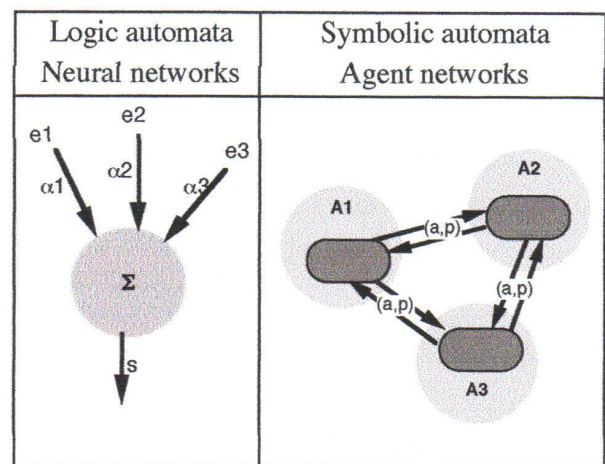 Logic automata
Neural networks
Symbolic automata
Agent networks
e1
e2
e3
α1
α2
α3
Σ
s
A1
A2
(a,p)
(a,p)
(a,p)
A3